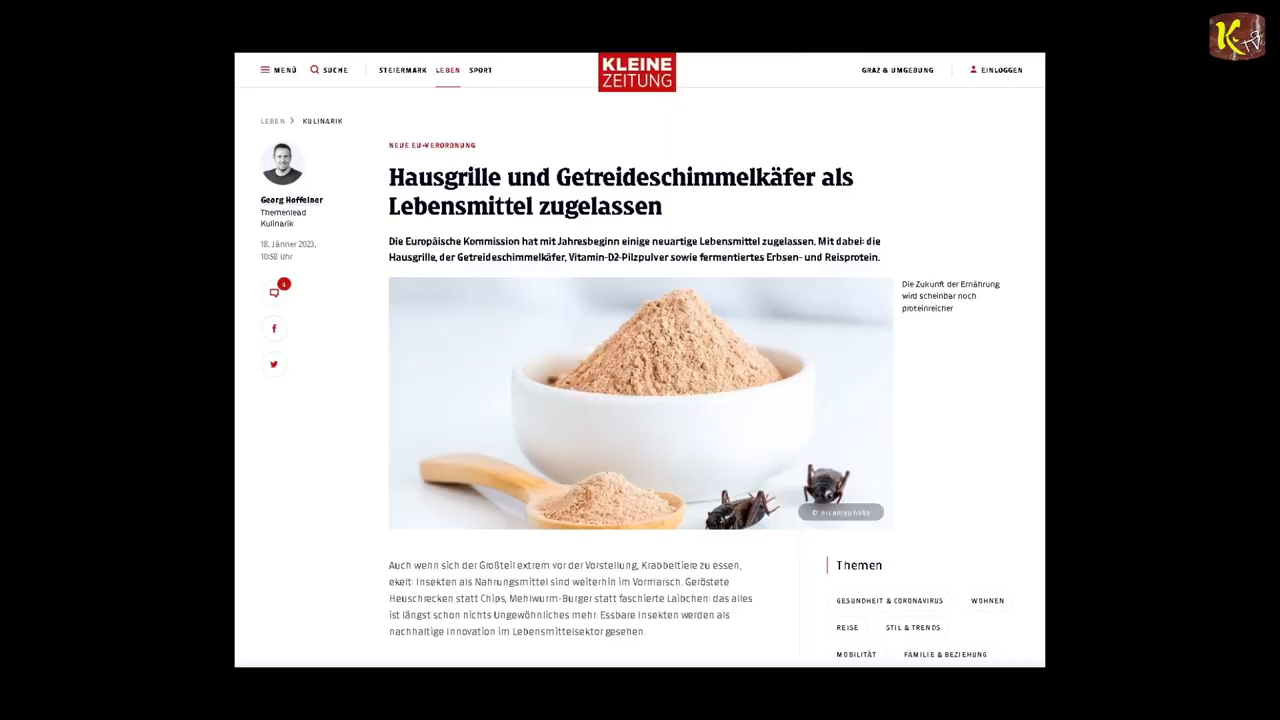 K
TV
MENÜ
SUCHE
STEIERMARK
LEBEN
SPORT
KLEINE
ZEITUNG
GRAZ & UMGEBUNG
EINLOGGEN
LEBEN > KULINARIK
Georg Hoffelner
Themenlead
Kulinarik
18. Jänner 2023,
10:58 Uhr
NEUE EU-VERORDNUNG
Hausgrille und Getreideschimmelkäfer als
Lebensmittel zugelassen
Die Europäische Kommission hat mit Jahresbeginn einige neuartige Lebensmittel zugelassen. Mit dabei: die
Hausgrille, der Getreideschimmelkäfer, Vitamin-D2-Pilzpulver sowie fermentiertes Erbsen- und Reisprotein.
Die Zukunft der Ernährung
wird scheinbar noch
proteinreicher
© nicemyphoto
Auch wenn sich der Großteil extrem vor der Vorstellung, Krabbeltiere zu essen,
ekelt: Insekten als Nahrungsmittel sind weiterhin im Vormarsch. Geröstete
Heuschrecken statt Chips, Mehlwurm-Burger statt faschierte Laibchen: das alles
ist längst schon nichts Ungewöhnliches mehr. Essbare Insekten werden als
nachhaltige Innovation im Lebensmittelsektor gesehen.
Themen
GESUNDHEIT & CORONAVIRUS
WOHNEN
REISE
STIL & TRENDS
MOBILITÄT
FAMILIE & BEZIEHUNG